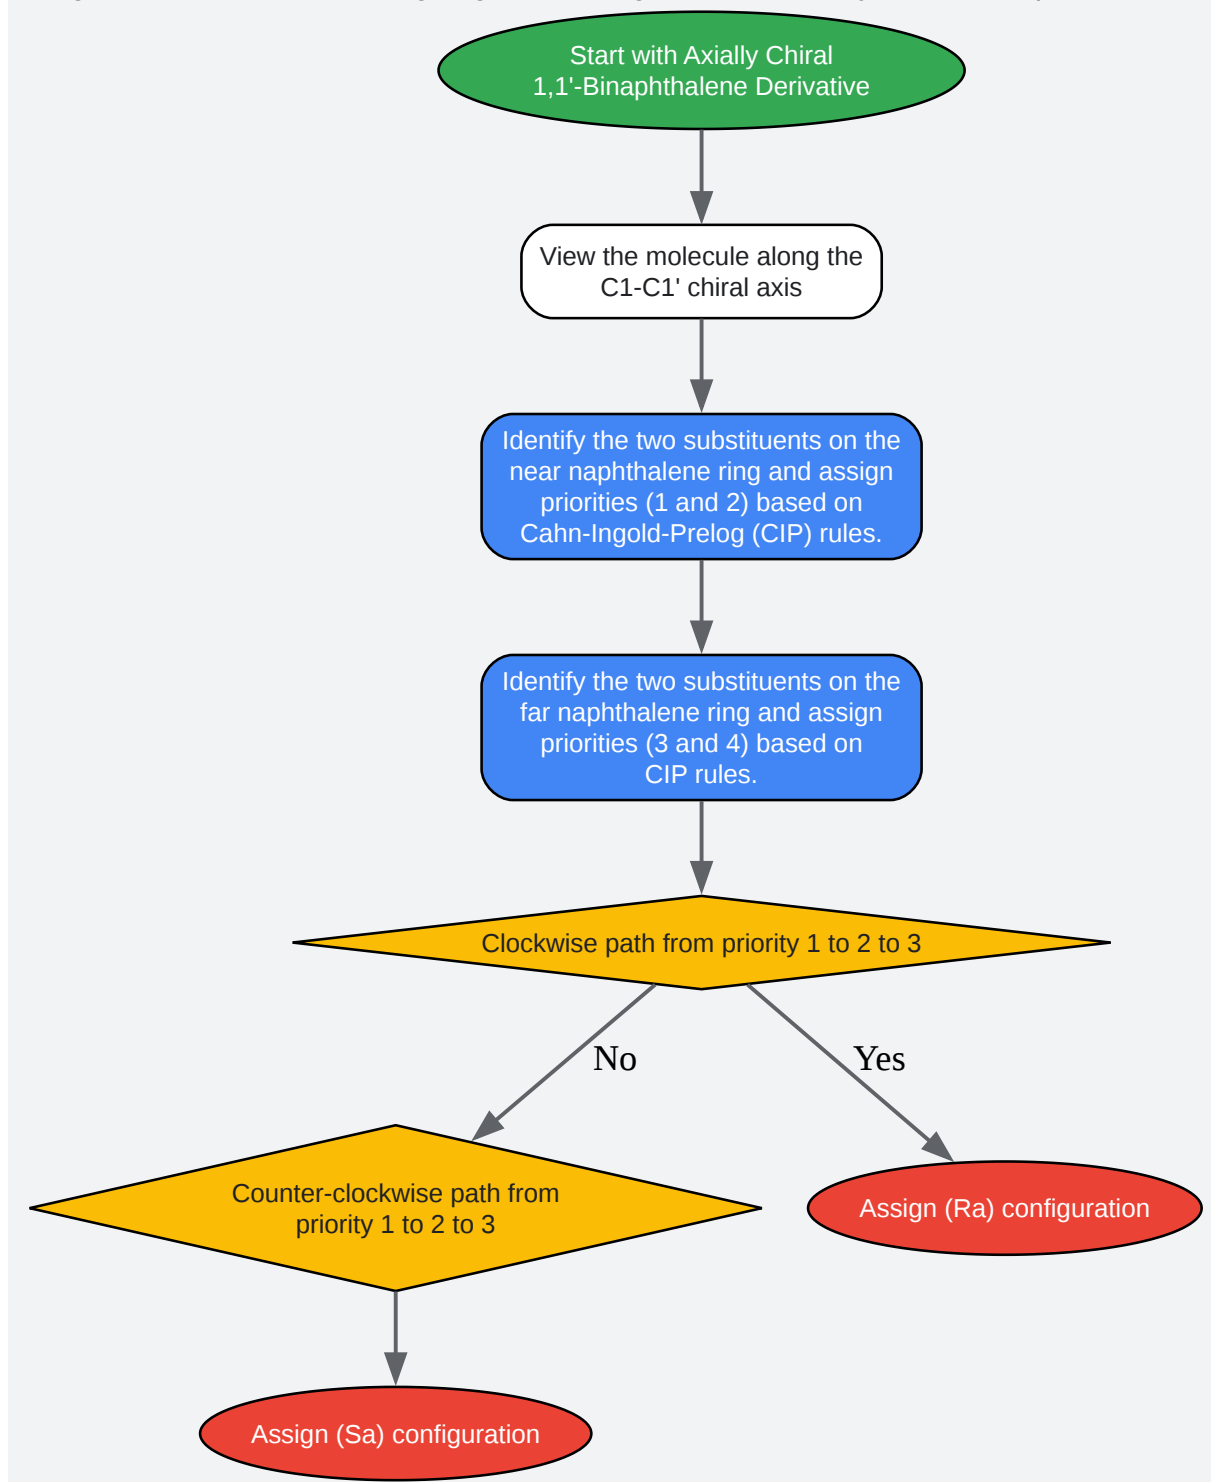 Start with Axially Chiral
1,1'-Binaphthalene Derivative
View the molecule along the
C1-C1' chiral axis
Identify the two substituents on the
near naphthalene ring and assign
priorities (1 and 2) based on
Cahn-Ingold-Prelog (CIP) rules.
Identify the two substituents on the
far naphthalene ring and assign
priorities (3 and 4) based on
CIP rules.
Clockwise path from priority 1 to 2 to 3
No
Yes
Counter-clockwise path from
priority 1 to 2 to 3
Assign (Ra) configuration
Assign (Sa) configuration